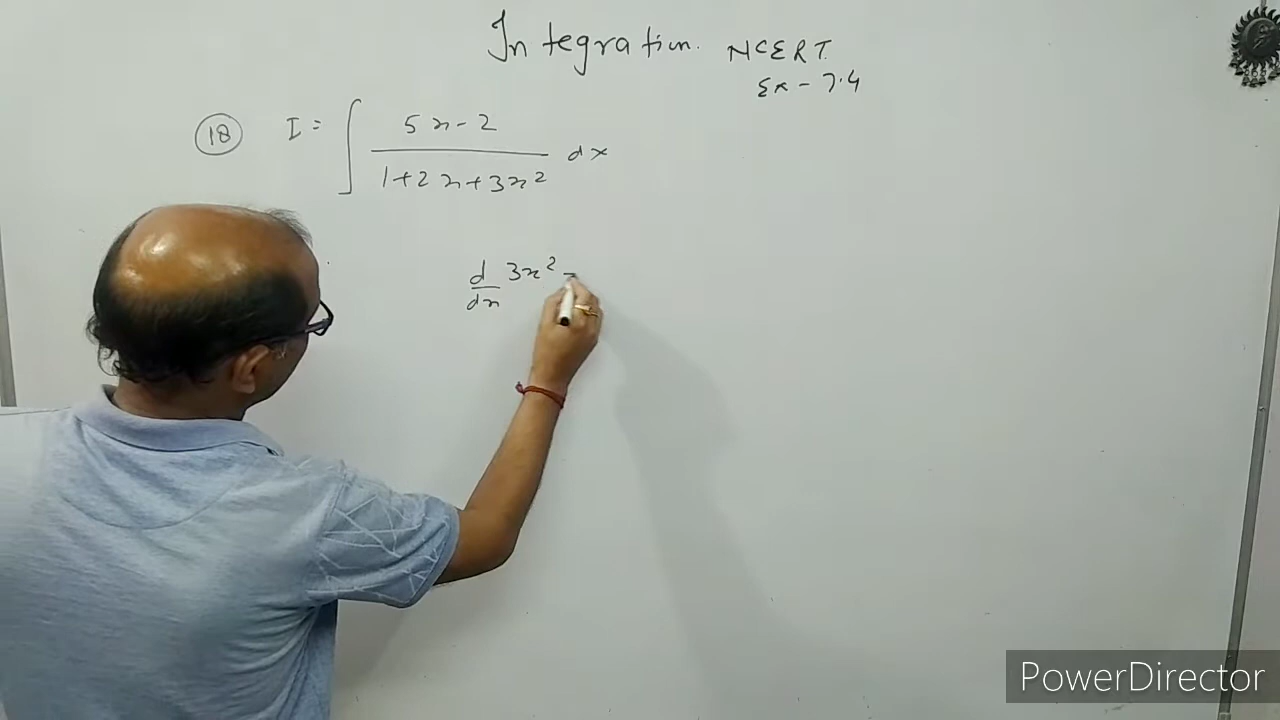 Integration. NCERT.
Ex - 7.4
(18) I = ∫ (5x-2)/(1+2x+3x²) dx
d/dx 3x² -
PowerDirector